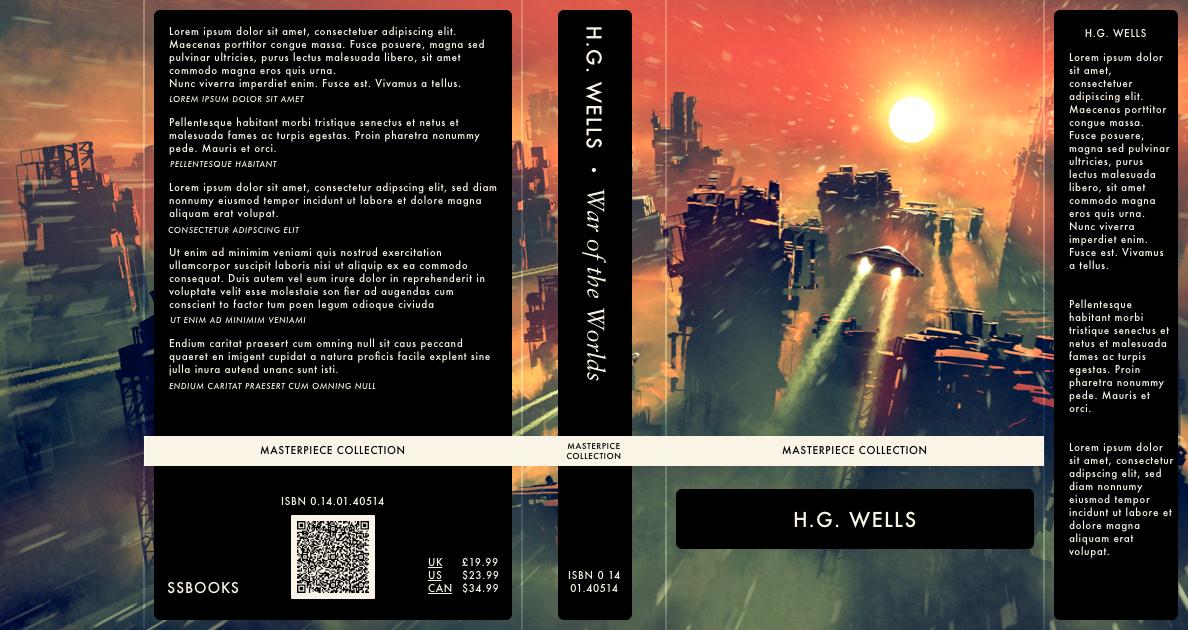 Lorem ipsum dolor sit amet, consectetuer adipiscing elit.
Maecenas porttitor congue massa. Fusce posuere, magna sed
pulvinar ultricies, purus lectus malesuada libero, sit amet
commodo magna eros quis urna.
Nunc viverra imperdiet enim. Fusce est. Vivamus a tellus.
LOREM IPSUM DOLOR SIT AMET
Pellentesque habitant morbi tristique senectus et netus et
malesuada fames ac turpis egestas. Proin pharetra nonummy
pede. Mauris et orci.
PELLENTESQUE HABITANT
Lorem ipsum dolor sit amet, consectetur adipscing elit, sed diam
nonnumy eiusmod tempor incidunt ut labore et dolore magna
aliquam erat volupat.
CONSECTETUR ADIPSCING ELIT
Ut enim ad minimim veniami quis nostrud exercitation
ullamcorpor suscipit laboris nisi ut aliquip ex ea commodo
consequat. Duis autem vel eum irure dolor in reprehenderit in
voluptate velit esse molestaie son fier ad augendas cum
conscient to factor tum poen legum odioque civiuda
UT ENIM AD MINIMIM VENIAMI
Endium caritat praesert cum omning null sit caus peccand
quaeret en imigent cupidat a natura proficis facile explent sine
julla inura autend unanc sunt isti.
ENDIUM CARITAT PRAESERT CUM OMNING NULL
MASTERPIECE COLLECTION
ISBN 0.14.01.40514
SSBOOKS
UK £19.99
US $23.99
CAN $34.99
H.G. WELLS • War of the Worlds
MASTERPICE
COLLECTION
ISBN 0 14
01.40514
MASTERPIECE COLLECTION
H.G. WELLS
H.G. WELLS
Lorem ipsum dolor
sit amet,
consectetuer
adipiscing elit.
Maecenas porttitor
congue massa.
Fusce posuere,
magna sed pulvinar
ultricies, purus
lectus malesuada
libero, sit amet
commodo magna
eros quis urna.
Nunc viverra
imperdiet enim.
Fusce est. Vivamus
a tellus.
Pellentesque
habitant morbi
tristique senectus et
netus et malesuada
fames ac turpis
egestas. Proin
pharetra nonummy
pede. Mauris et
orci.
Lorem ipsum dolor
sit amet, consectetur
adipscing elit, sed
diam nonnumy
eiusmod tempor
incidunt ut labore et
dolore magna
aliquam erat
volupat.